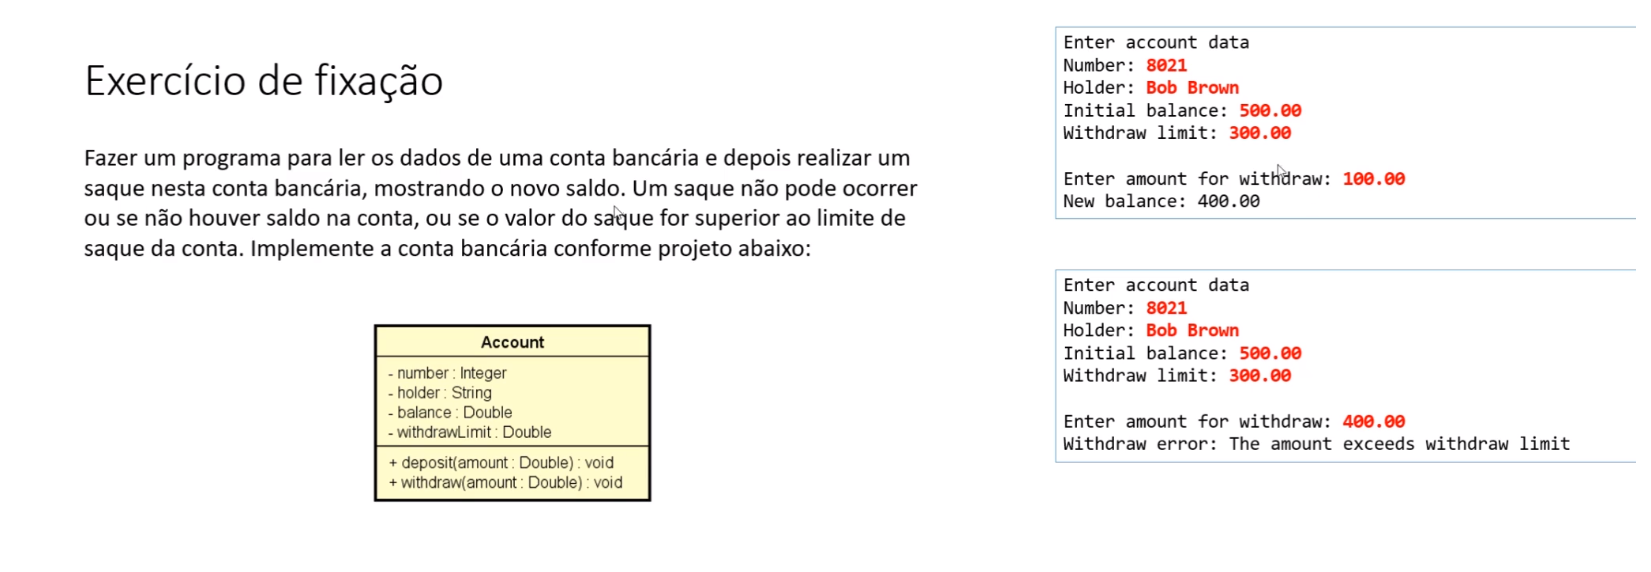 Exercício de fixação
Fazer um programa para ler os dados de uma conta bancária e depois realizar um
saque nesta conta bancária, mostrando o novo saldo. Um saque não pode ocorrer
ou se não houver saldo na conta, ou se o valor do saque for superior ao limite de
saque da conta. Implemente a conta bancária conforme projeto abaixo:
Account
- number : Integer
- holder : String
- balance : Double
- withdrawLimit : Double
+ deposit(amount : Double) : void
+ withdraw(amount : Double) : void
Enter account data
Number: 8021
Holder: Bob Brown
Initial balance: 500.00
Withdraw limit: 300.00
Enter amount for withdraw: 100.00
New balance: 400.00
Enter account data
Number: 8021
Holder: Bob Brown
Initial balance: 500.00
Withdraw limit: 300.00
Enter amount for withdraw: 400.00
Withdraw error: The amount exceeds withdraw limit